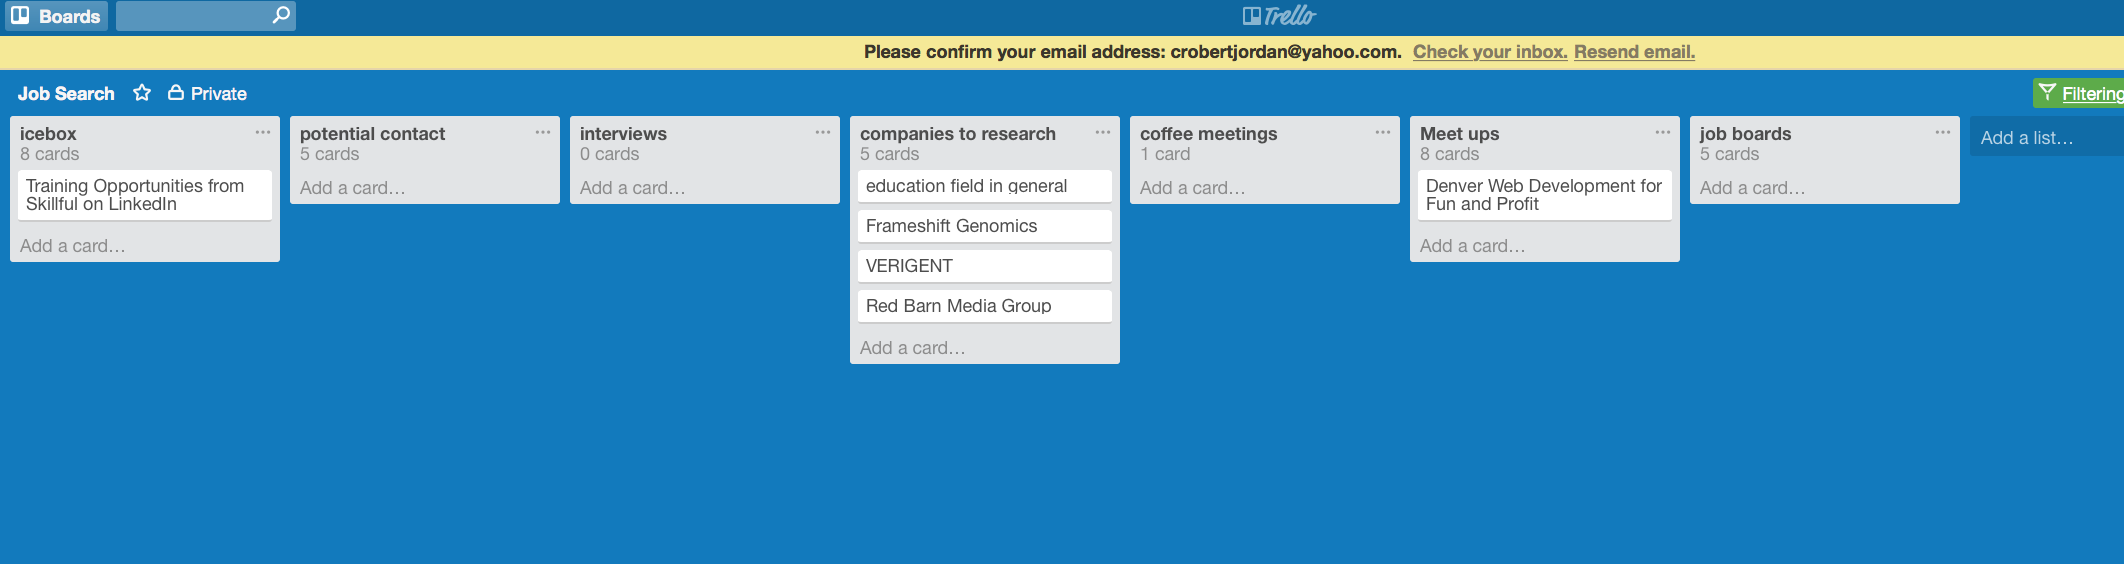 Boards
Trello
Please confirm your email address: crobertjordan@yahoo.com. Check your inbox. Resend email.
Job Search Private
Filtering
icebox
8 cards
Training Opportunities from
Skillful on LinkedIn
Add a card…
potential contact
5 cards
Add a card…
interviews
0 cards
Add a card…
companies to research
5 cards
education field in general
Frameshift Genomics
VERIGENT
Red Barn Media Group
Add a card…
coffee meetings
1 card
Add a card…
Meet ups
8 cards
Denver Web Development for
Fun and Profit
Add a card…
job boards
5 cards
Add a card…
Add a list…